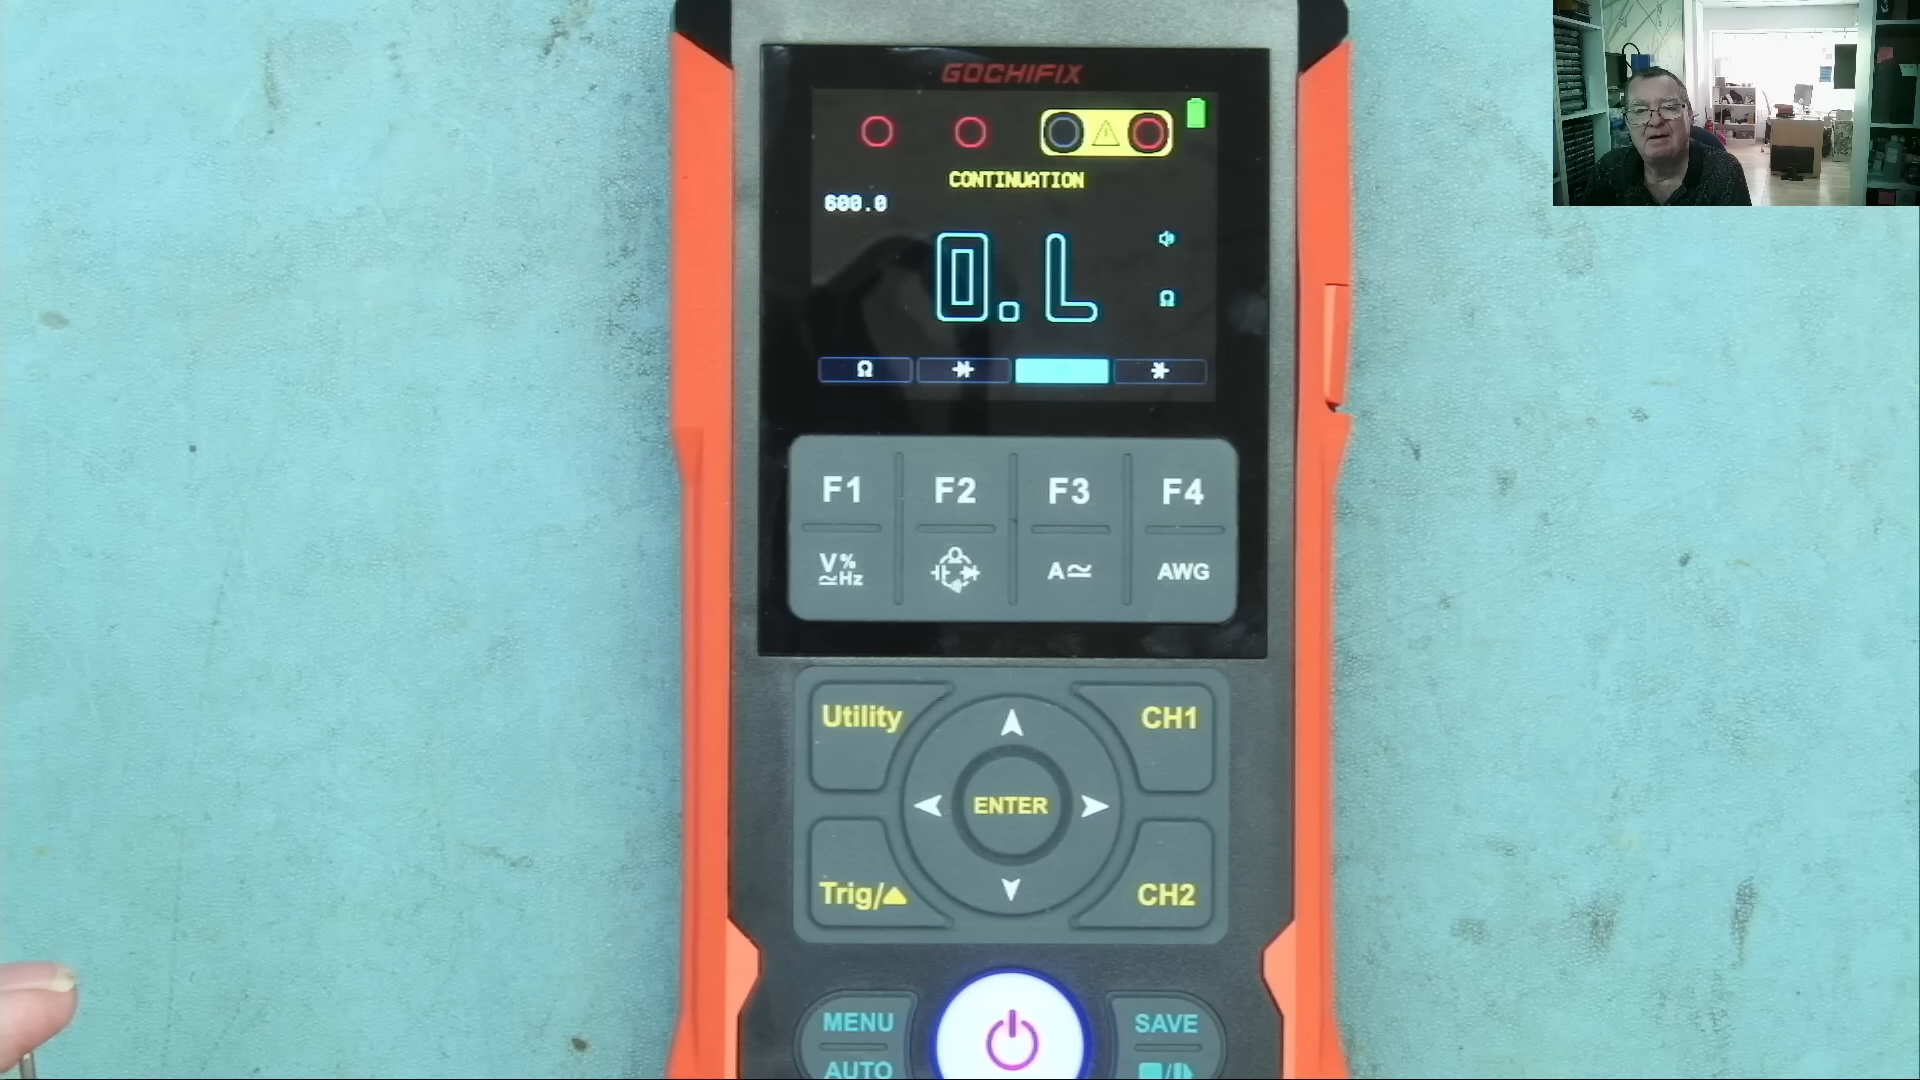 GOCHIFIX
CONTINUATION
600.0
0.L
Ω
Ω
F1 F2 F3 F4
V≃ %Hz A≃ AWG
Utility CH1
ENTER
Trig/▲ CH2
MENU SAVE
AUTO